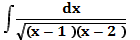 ∫ dx / √(x − 1)(x − 2)